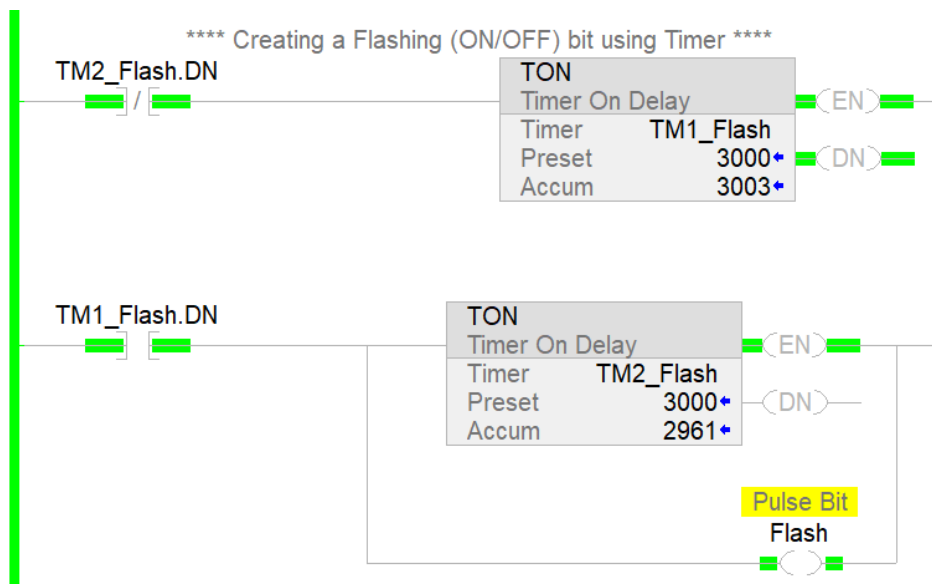 **** Creating a Flashing (ON/OFF) bit using Timer ****
TM2_Flash.DN
/
TON
Timer On Delay
Timer TM1_Flash
Preset 3000
Accum 3003
EN
DN
TM1_Flash.DN
TON
Timer On Delay
Timer TM2_Flash
Preset 3000
Accum 2961
EN
DN
Pulse Bit
Flash